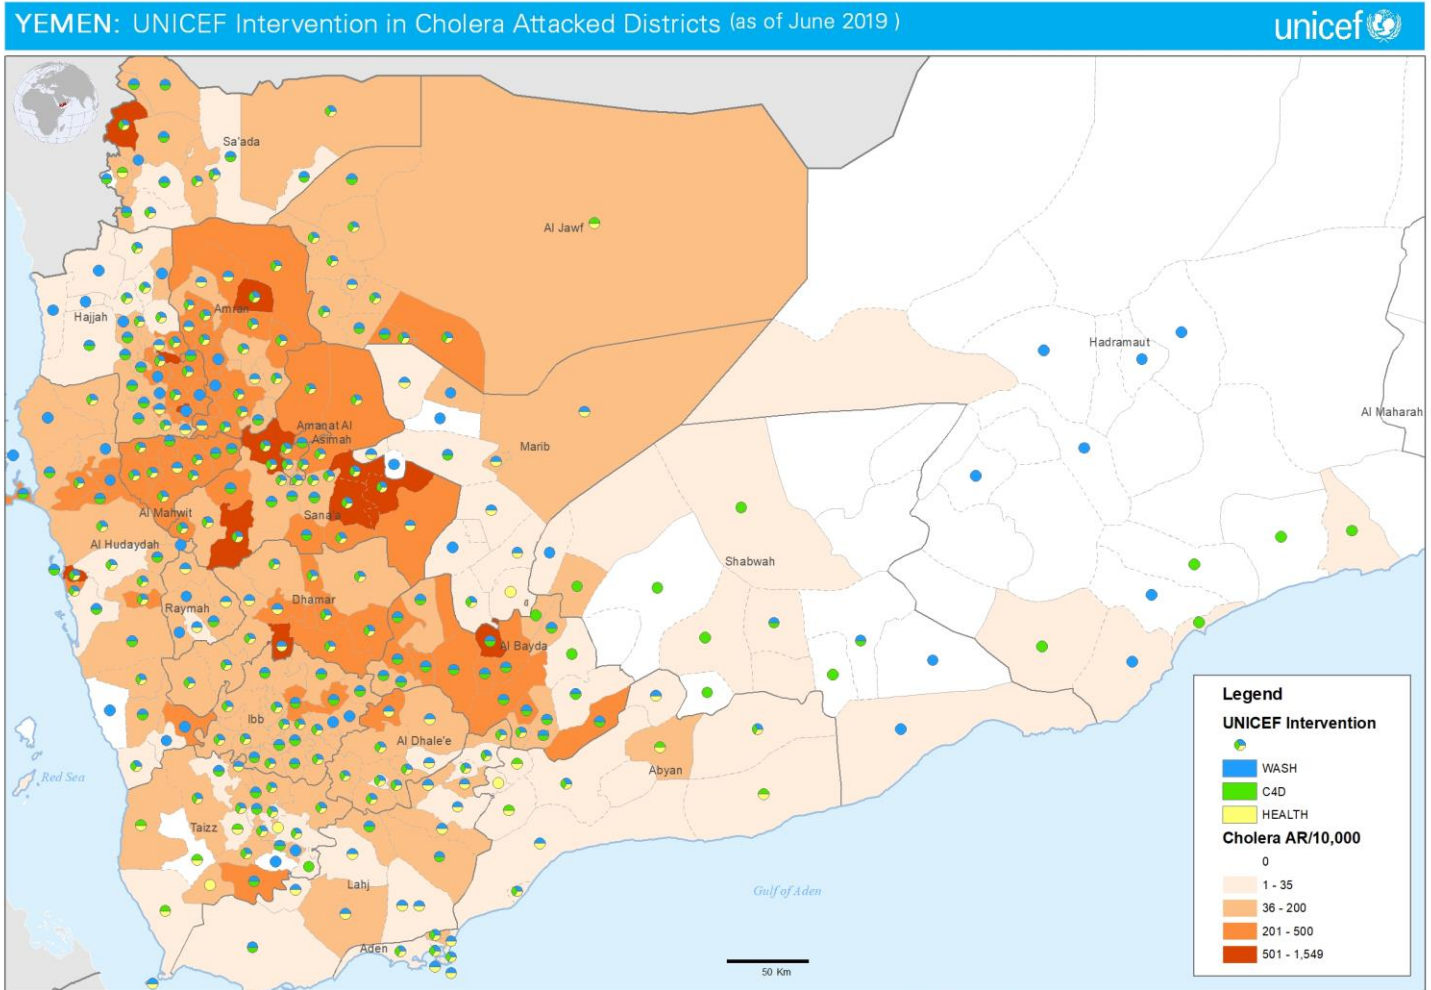 YEMEN: UNICEF Intervention in Cholera Attacked Districts (as of June 2019 )
unicef
Sa'ada
Al Jawf
Amran
Hajjah
Hadramaut
Al Maharah
Amanat Al
Asimah
Marib
Al Mahwit
Sana'a
Al Hudaydah
Shabwah
Raymah
Dhamar
Al Bayda
Ibb
Al Dhale'e
Abyan
Red Sea
Taizz
Lahj
Gulf of Aden
Aden
50 Km
Legend
UNICEF Intervention
WASH
C4D
HEALTH
Cholera AR/10,000
0
1 - 35
36 - 200
201 - 500
501 - 1,549